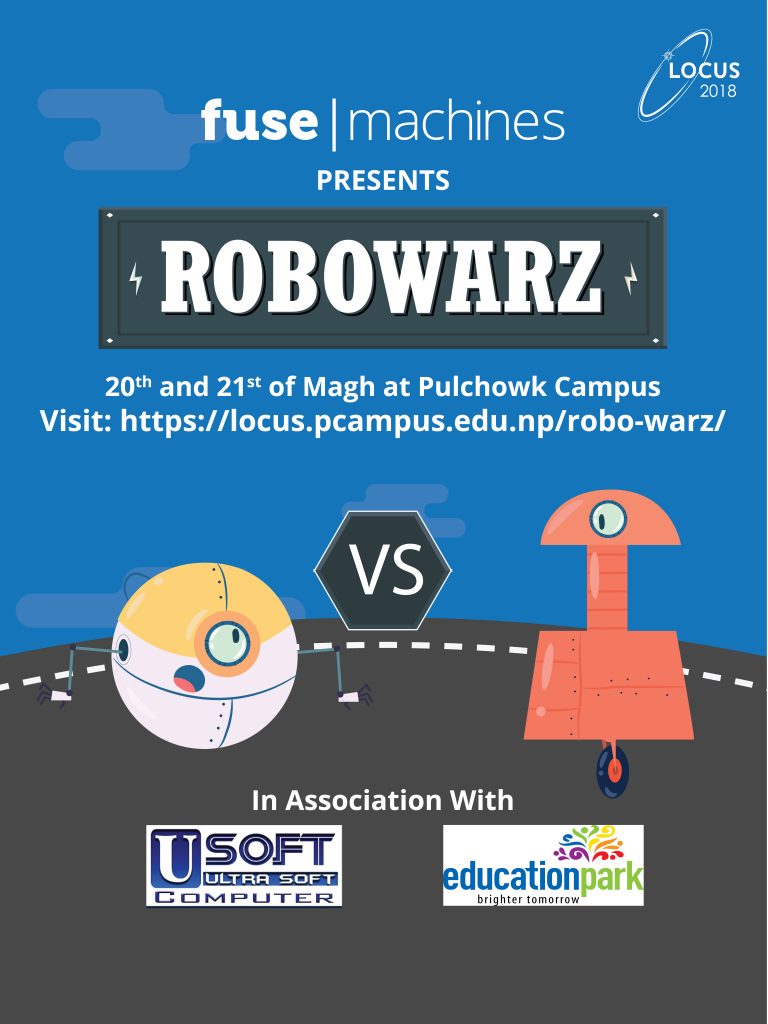 LOCUS
2018
fuse|machines
PRESENTS
ROBOWARZ
20th and 21st of Magh at Pulchowk Campus
Visit: https://locus.pcampus.edu.np/robo-warz/
VS
In Association With
U SOFT
ULTRA SOFT
COMPUTER
educationpark
brighter tomorrow